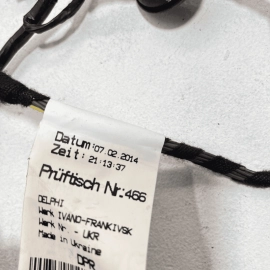 Datum:07.02.2014
Zeit: 21:13:37
Prüftisch Nr.:466
DELPHI
Werk IVANO-FRANKIVSK
Werk Nr. - UKR
Made in Ukraine
DPR